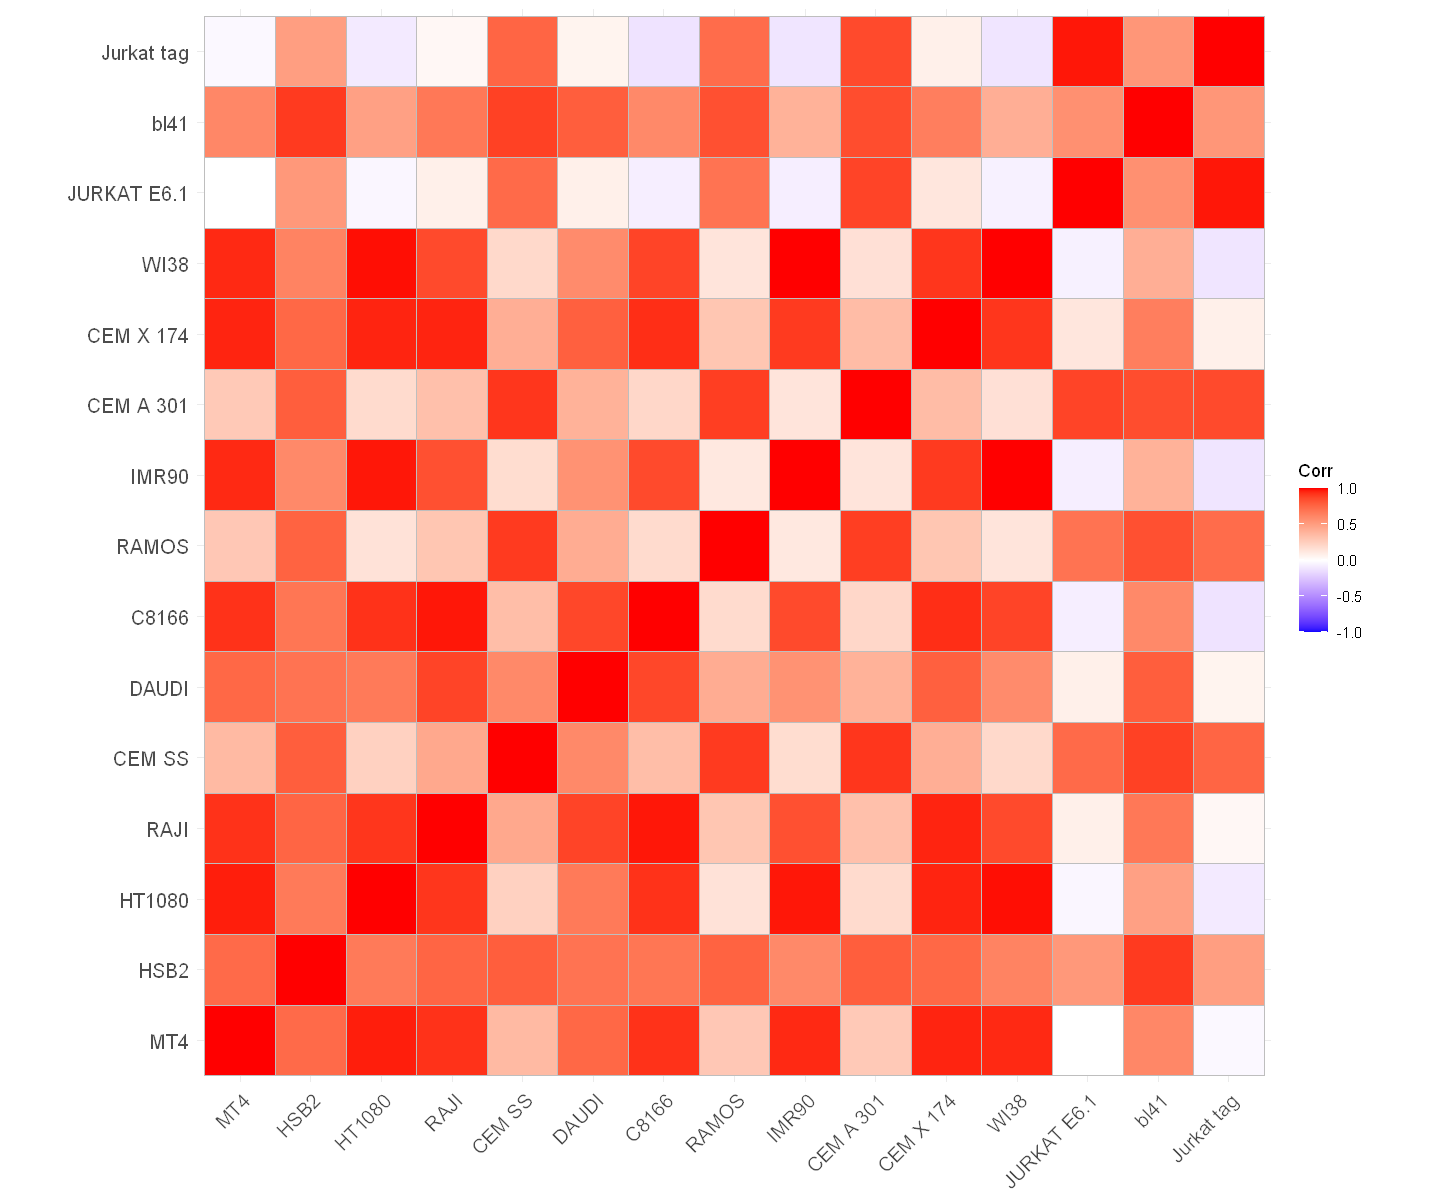 Jurkat tag
bl41
JURKAT E6.1
WI38
CEM X 174
CEM A 301
IMR90
RAMOS
C8166
DAUDI
CEM SS
RAJI
HT1080
HSB2
MT4
MT4
HSB2
HT1080
RAJI
CEM SS
DAUDI
C8166
RAMOS
IMR90
CEM A 301
CEM X 174
WI38
JURKAT E6.1
bl41
Jurkat tag
Corr
1.0
0.5
0.0
-0.5
-1.0